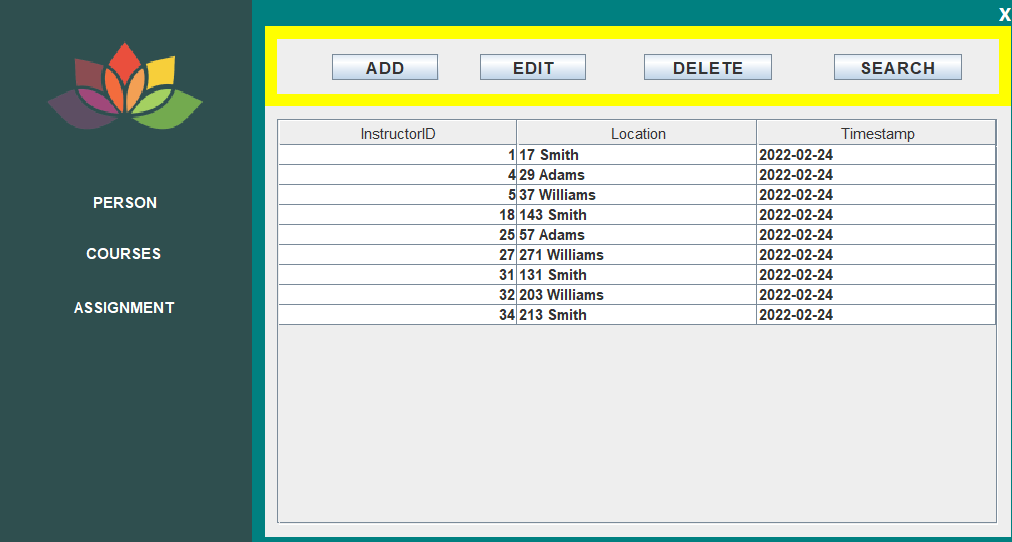 X
ADD EDIT DELETE SEARCH
PERSON
COURSES
ASSIGNMENT
InstructorID Location Timestamp
1 17 Smith 2022-02-24
4 29 Adams 2022-02-24
5 37 Williams 2022-02-24
18 143 Smith 2022-02-24
25 57 Adams 2022-02-24
27 271 Williams 2022-02-24
31 131 Smith 2022-02-24
32 203 Williams 2022-02-24
34 213 Smith 2022-02-24